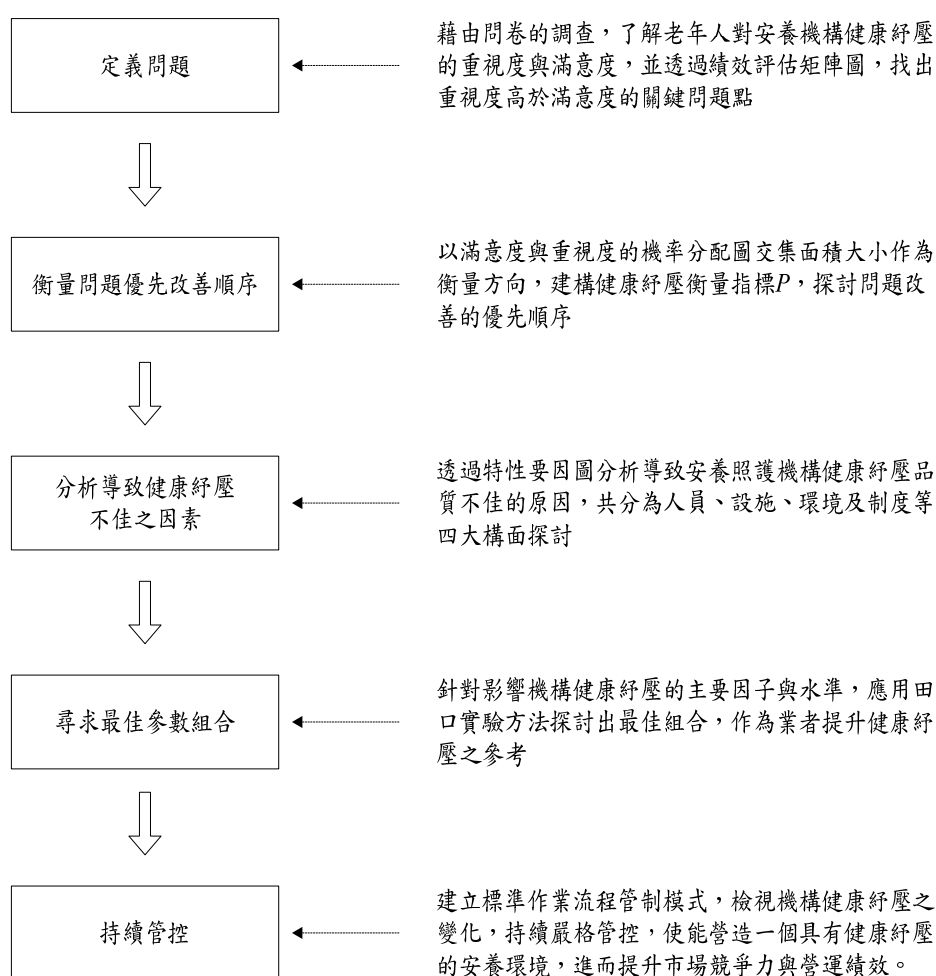 定義問題
藉由問卷的調查，了解老年人對安養機構健康紓壓
的重視度與滿意度，並透過績效評估矩陣圖，找出
重視度高於滿意度的關鍵問題點
衡量問題優先改善順序
以滿意度與重視度的機率分配圖交集面積大小作為
衡量方向，建構健康紓壓衡量指標P，探討問題改
善的優先順序
分析導致健康紓壓
不佳之因素
透過特性要因圖分析導致安養照護機構健康紓壓品
質不佳的原因，共分為人員、設施、環境及制度等
四大構面探討
尋求最佳參數組合
針對影響機構健康紓壓的主要因子與水準，應用田
口實驗方法探討出最佳組合，作為業者提升健康紓
壓之參考
持續管控
建立標準作業流程管制模式，檢視機構健康紓壓之
變化，持續嚴格管控，使能營造一個具有健康紓壓
的安養環境，進而提升市場競爭力與營運績效。